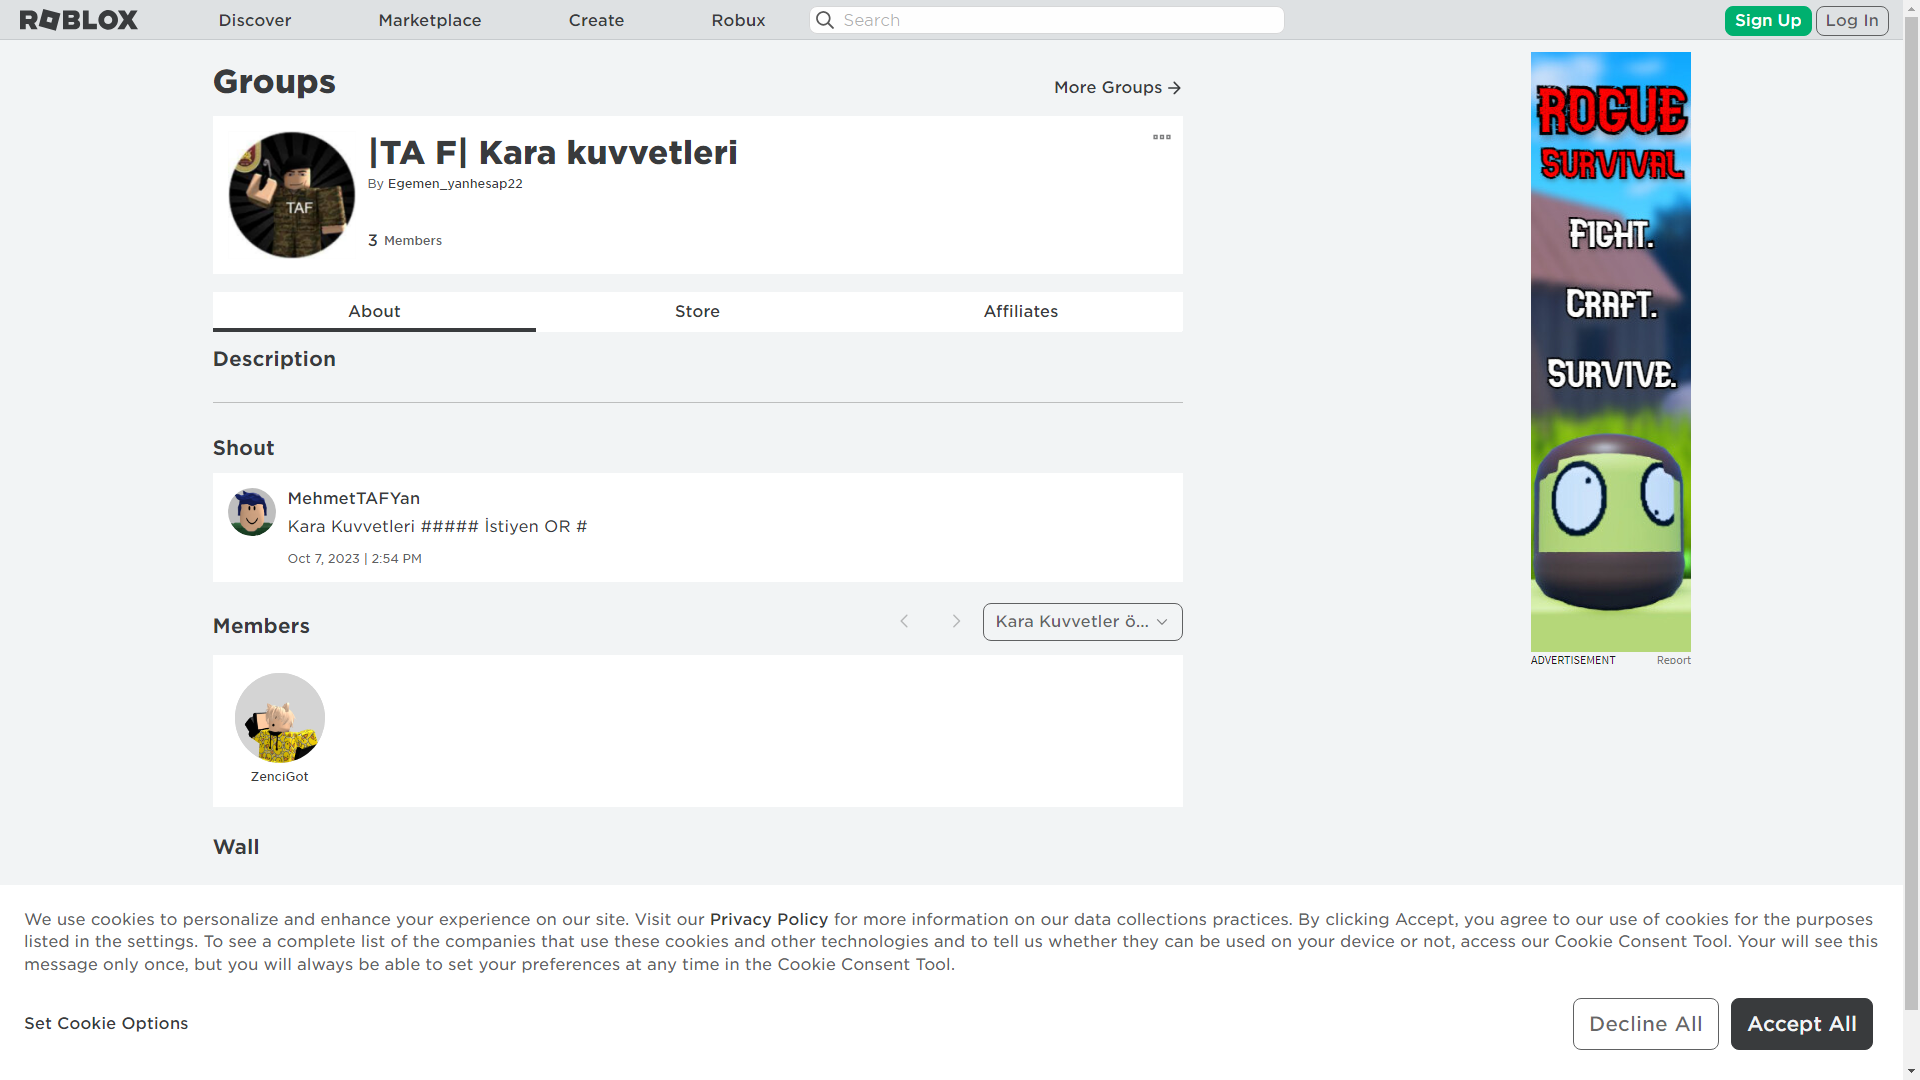 ROBLOX
Discover
Marketplace
Create
Robux
Search
Sign Up
Log In
Groups
More Groups
|TA F| Kara kuvvetleri
By Egemen_yanhesap22
3 Members
TAF
About
Store
Affiliates
Description
Shout
MehmetTAFYan
Kara Kuvvetleri ##### İstiyen OR #
Oct 7, 2023 | 2:54 PM
Members
Kara Kuvvetler ö...
ZenciGot
Wall
ROGUE
SURVIVAL
FIGHT.
CRAFT.
SURVIVE.
ADVERTISEMENT
Report
We use cookies to personalize and enhance your experience on our site. Visit our Privacy Policy for more information on our data collections practices. By clicking Accept, you agree to our use of cookies for the purposes
listed in the settings. To see a complete list of the companies that use these cookies and other technologies and to tell us whether they can be used on your device or not, access our Cookie Consent Tool. Your will see this
message only once, but you will always be able to set your preferences at any time in the Cookie Consent Tool.
Set Cookie Options
Decline All
Accept All